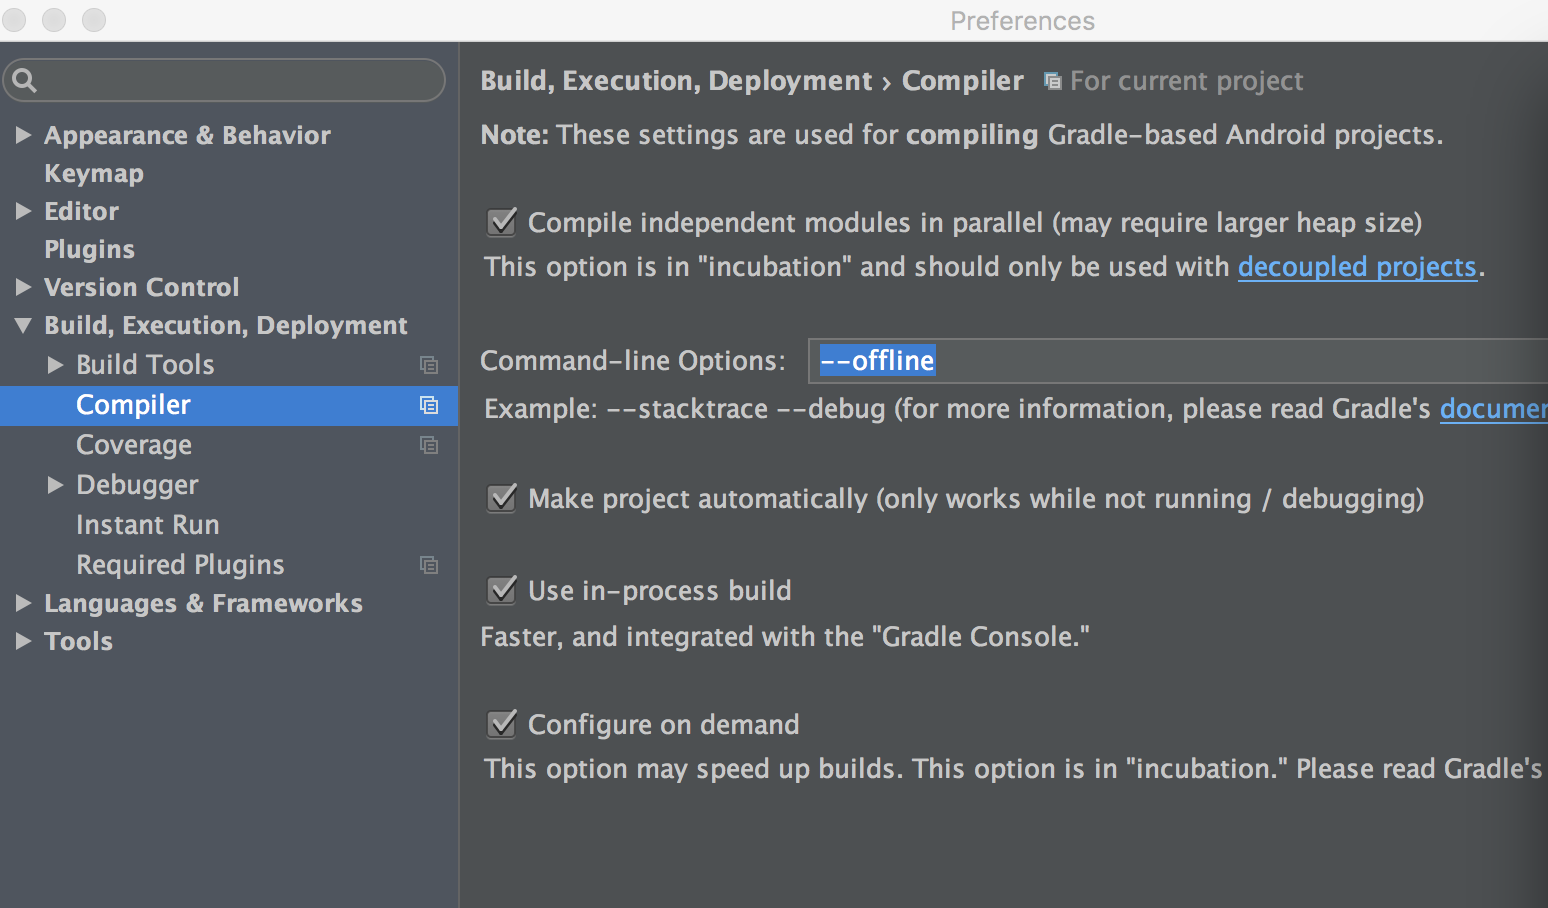 Preferences
Appearance & Behavior
Keymap
Editor
Plugins
Version Control
Build, Execution, Deployment
Build Tools
Compiler
Coverage
Debugger
Instant Run
Required Plugins
Languages & Frameworks
Tools
Build, Execution, Deployment › Compiler For current project
Note: These settings are used for compiling Gradle-based Android projects.
Compile independent modules in parallel (may require larger heap size)
This option is in "incubation" and should only be used with decoupled projects.
Command-line Options: --offline
Example: --stacktrace --debug (for more information, please read Gradle's documen
Make project automatically (only works while not running / debugging)
Use in-process build
Faster, and integrated with the "Gradle Console."
Configure on demand
This option may speed up builds. This option is in "incubation." Please read Gradle's